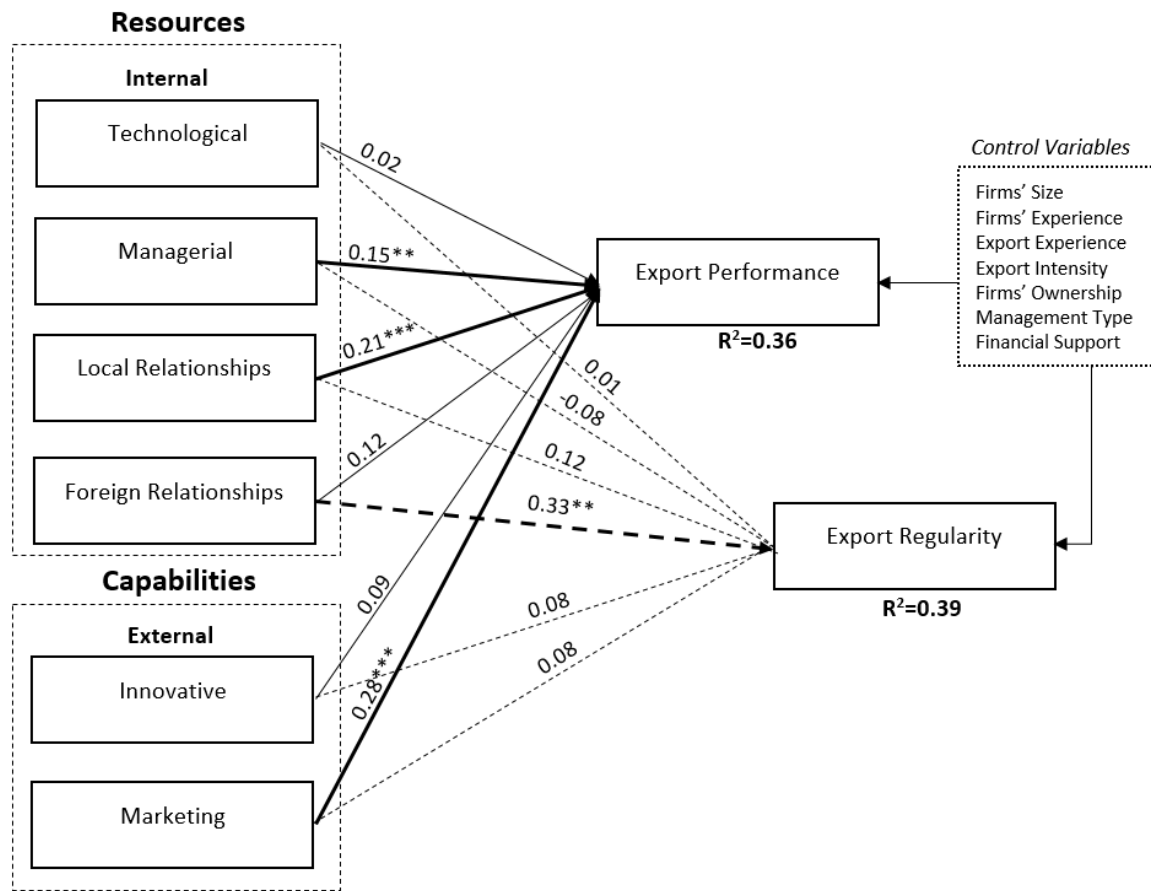 Resources
Internal
Technological
Managerial
Local Relationships
Foreign Relationships
Capabilities
External
Innovative
Marketing
0.02
0.15**
0.21***
0.12
0.09
0.28***
0.01
-0.08
0.12
0.33**
0.08
0.08
Export Performance
R²=0.36
Export Regularity
R²=0.39
Control Variables
Firms' Size
Firms' Experience
Export Experience
Export Intensity
Firms' Ownership
Management Type
Financial Support